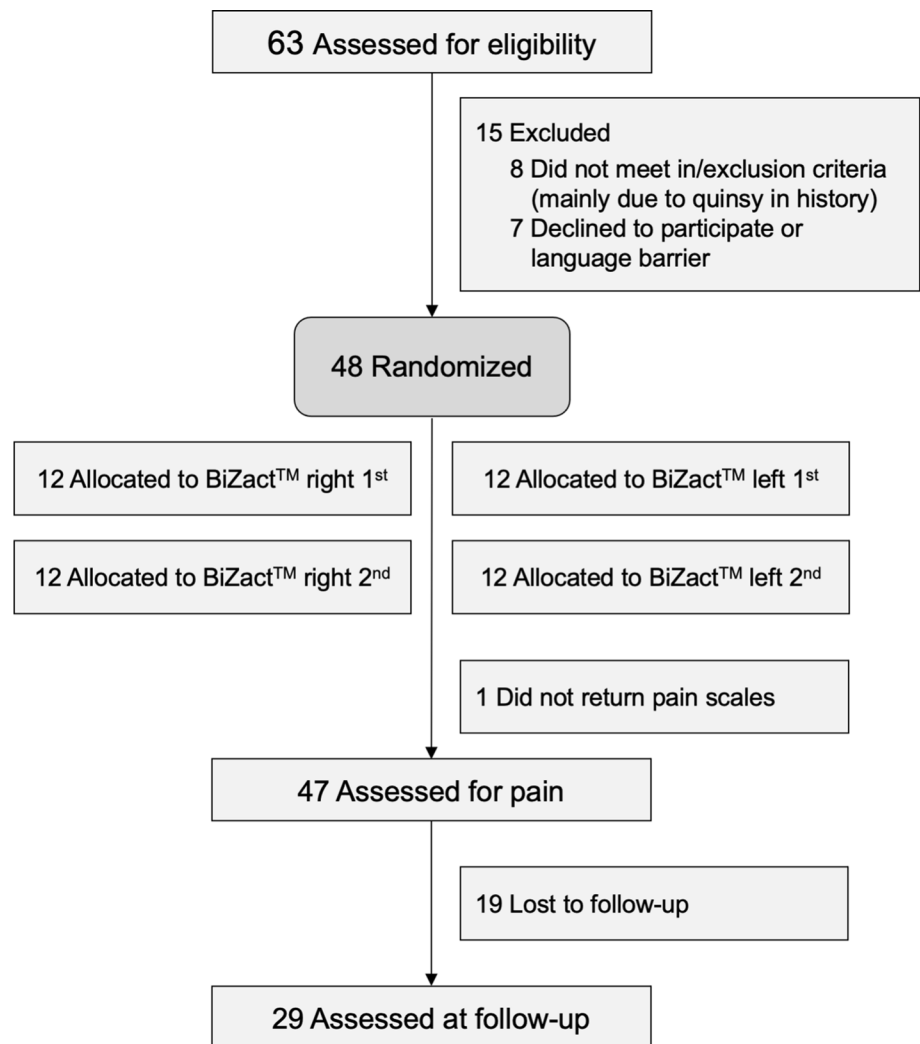 63 Assessed for eligibility
15 Excluded
8 Did not meet in/exclusion criteria
(mainly due to quinsy in history)
7 Declined to participate or
language barrier
48 Randomized
12 Allocated to BiZact™ right 1st
12 Allocated to BiZact™ left 1st
12 Allocated to BiZact™ right 2nd
12 Allocated to BiZact™ left 2nd
1 Did not return pain scales
47 Assessed for pain
19 Lost to follow-up
29 Assessed at follow-up